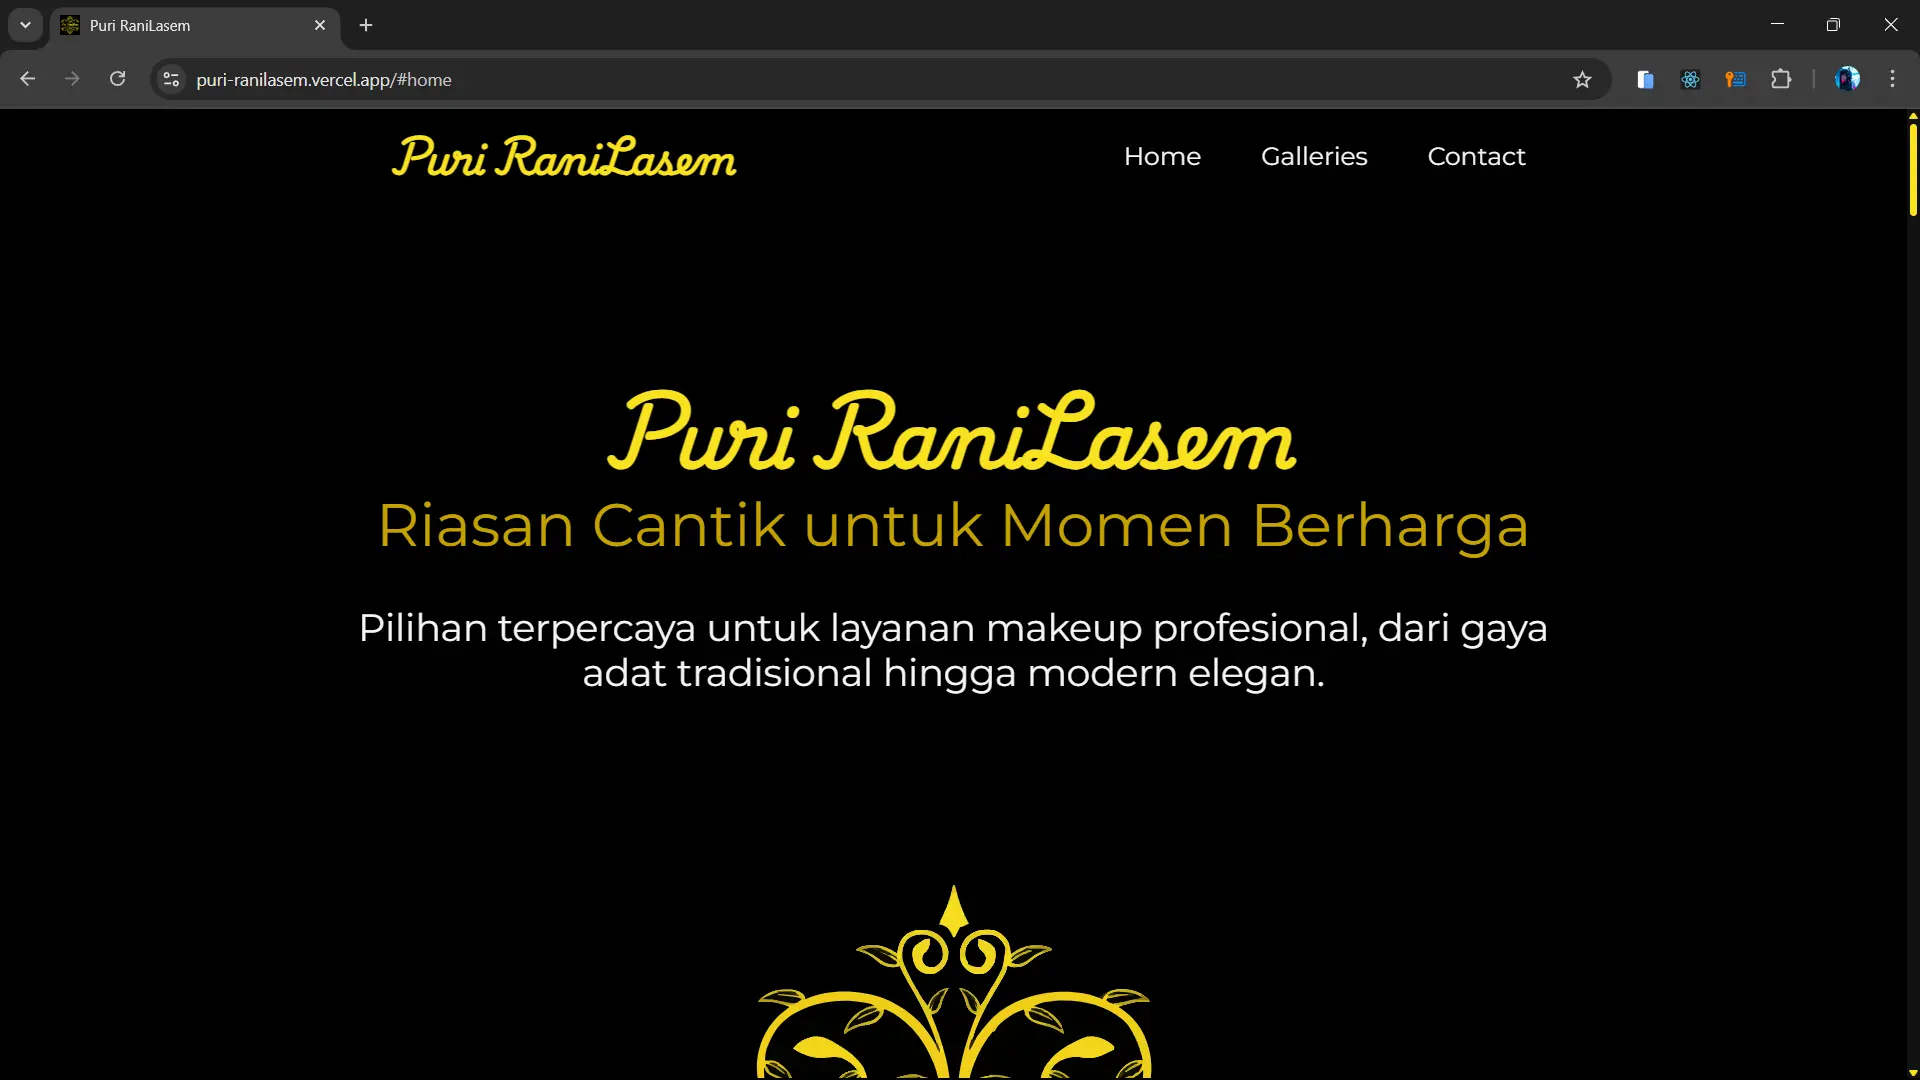 Puri RaniLasem
puri-ranilasem.vercel.app/#home
Puri RaniLasem
Home
Galleries
Contact
Puri RaniLasem
Riasan Cantik untuk Momen Berharga
Pilihan terpercaya untuk layanan makeup profesional, dari gaya
adat tradisional hingga modern elegan.